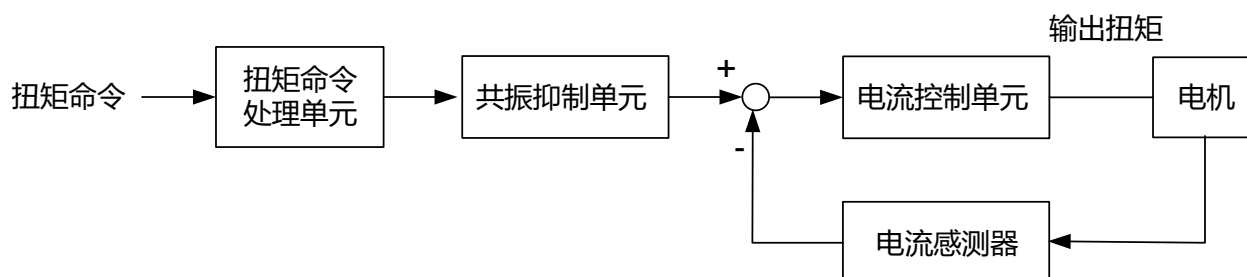 输出扭矩
扭矩命令
扭矩命令
处理单元
共振抑制单元
+
-
电流控制单元
电机
电流感测器